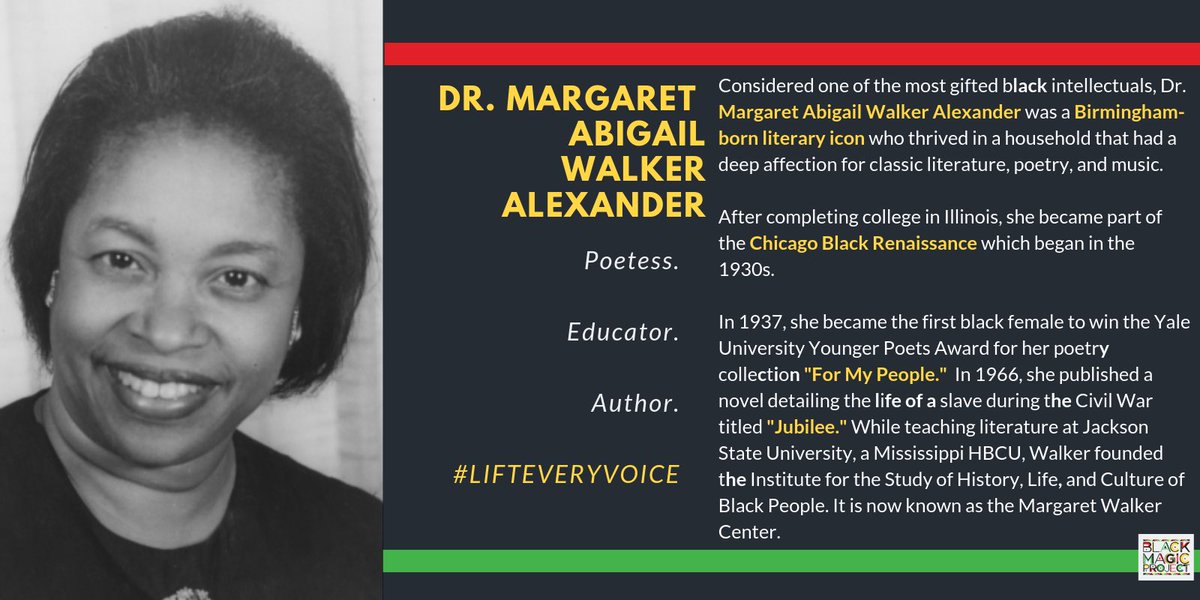 DR. MARGARET
ABIGAIL
WALKER
ALEXANDER
Poetess.
Educator.
Author.
#LIFTEVERYVOICE
Considered one of the most gifted black intellectuals, Dr.
Margaret Abigail Walker Alexander was a Birmingham-
born literary icon who thrived in a household that had a
deep affection for classic literature, poetry, and music.
After completing college in Illinois, she became part of
the Chicago Black Renaissance which began in the
1930s.
In 1937, she became the first black female to win the Yale
University Younger Poets Award for her poetry
collection "For My People." In 1966, she published a
novel detailing the life of a slave during the Civil War
titled "Jubilee." While teaching literature at Jackson
State University, a Mississippi HBCU, Walker founded
the Institute for the Study of History, Life, and Culture of
Black People. It is now known as the Margaret Walker
Center.
BLACK
MAGIC
PROJECT